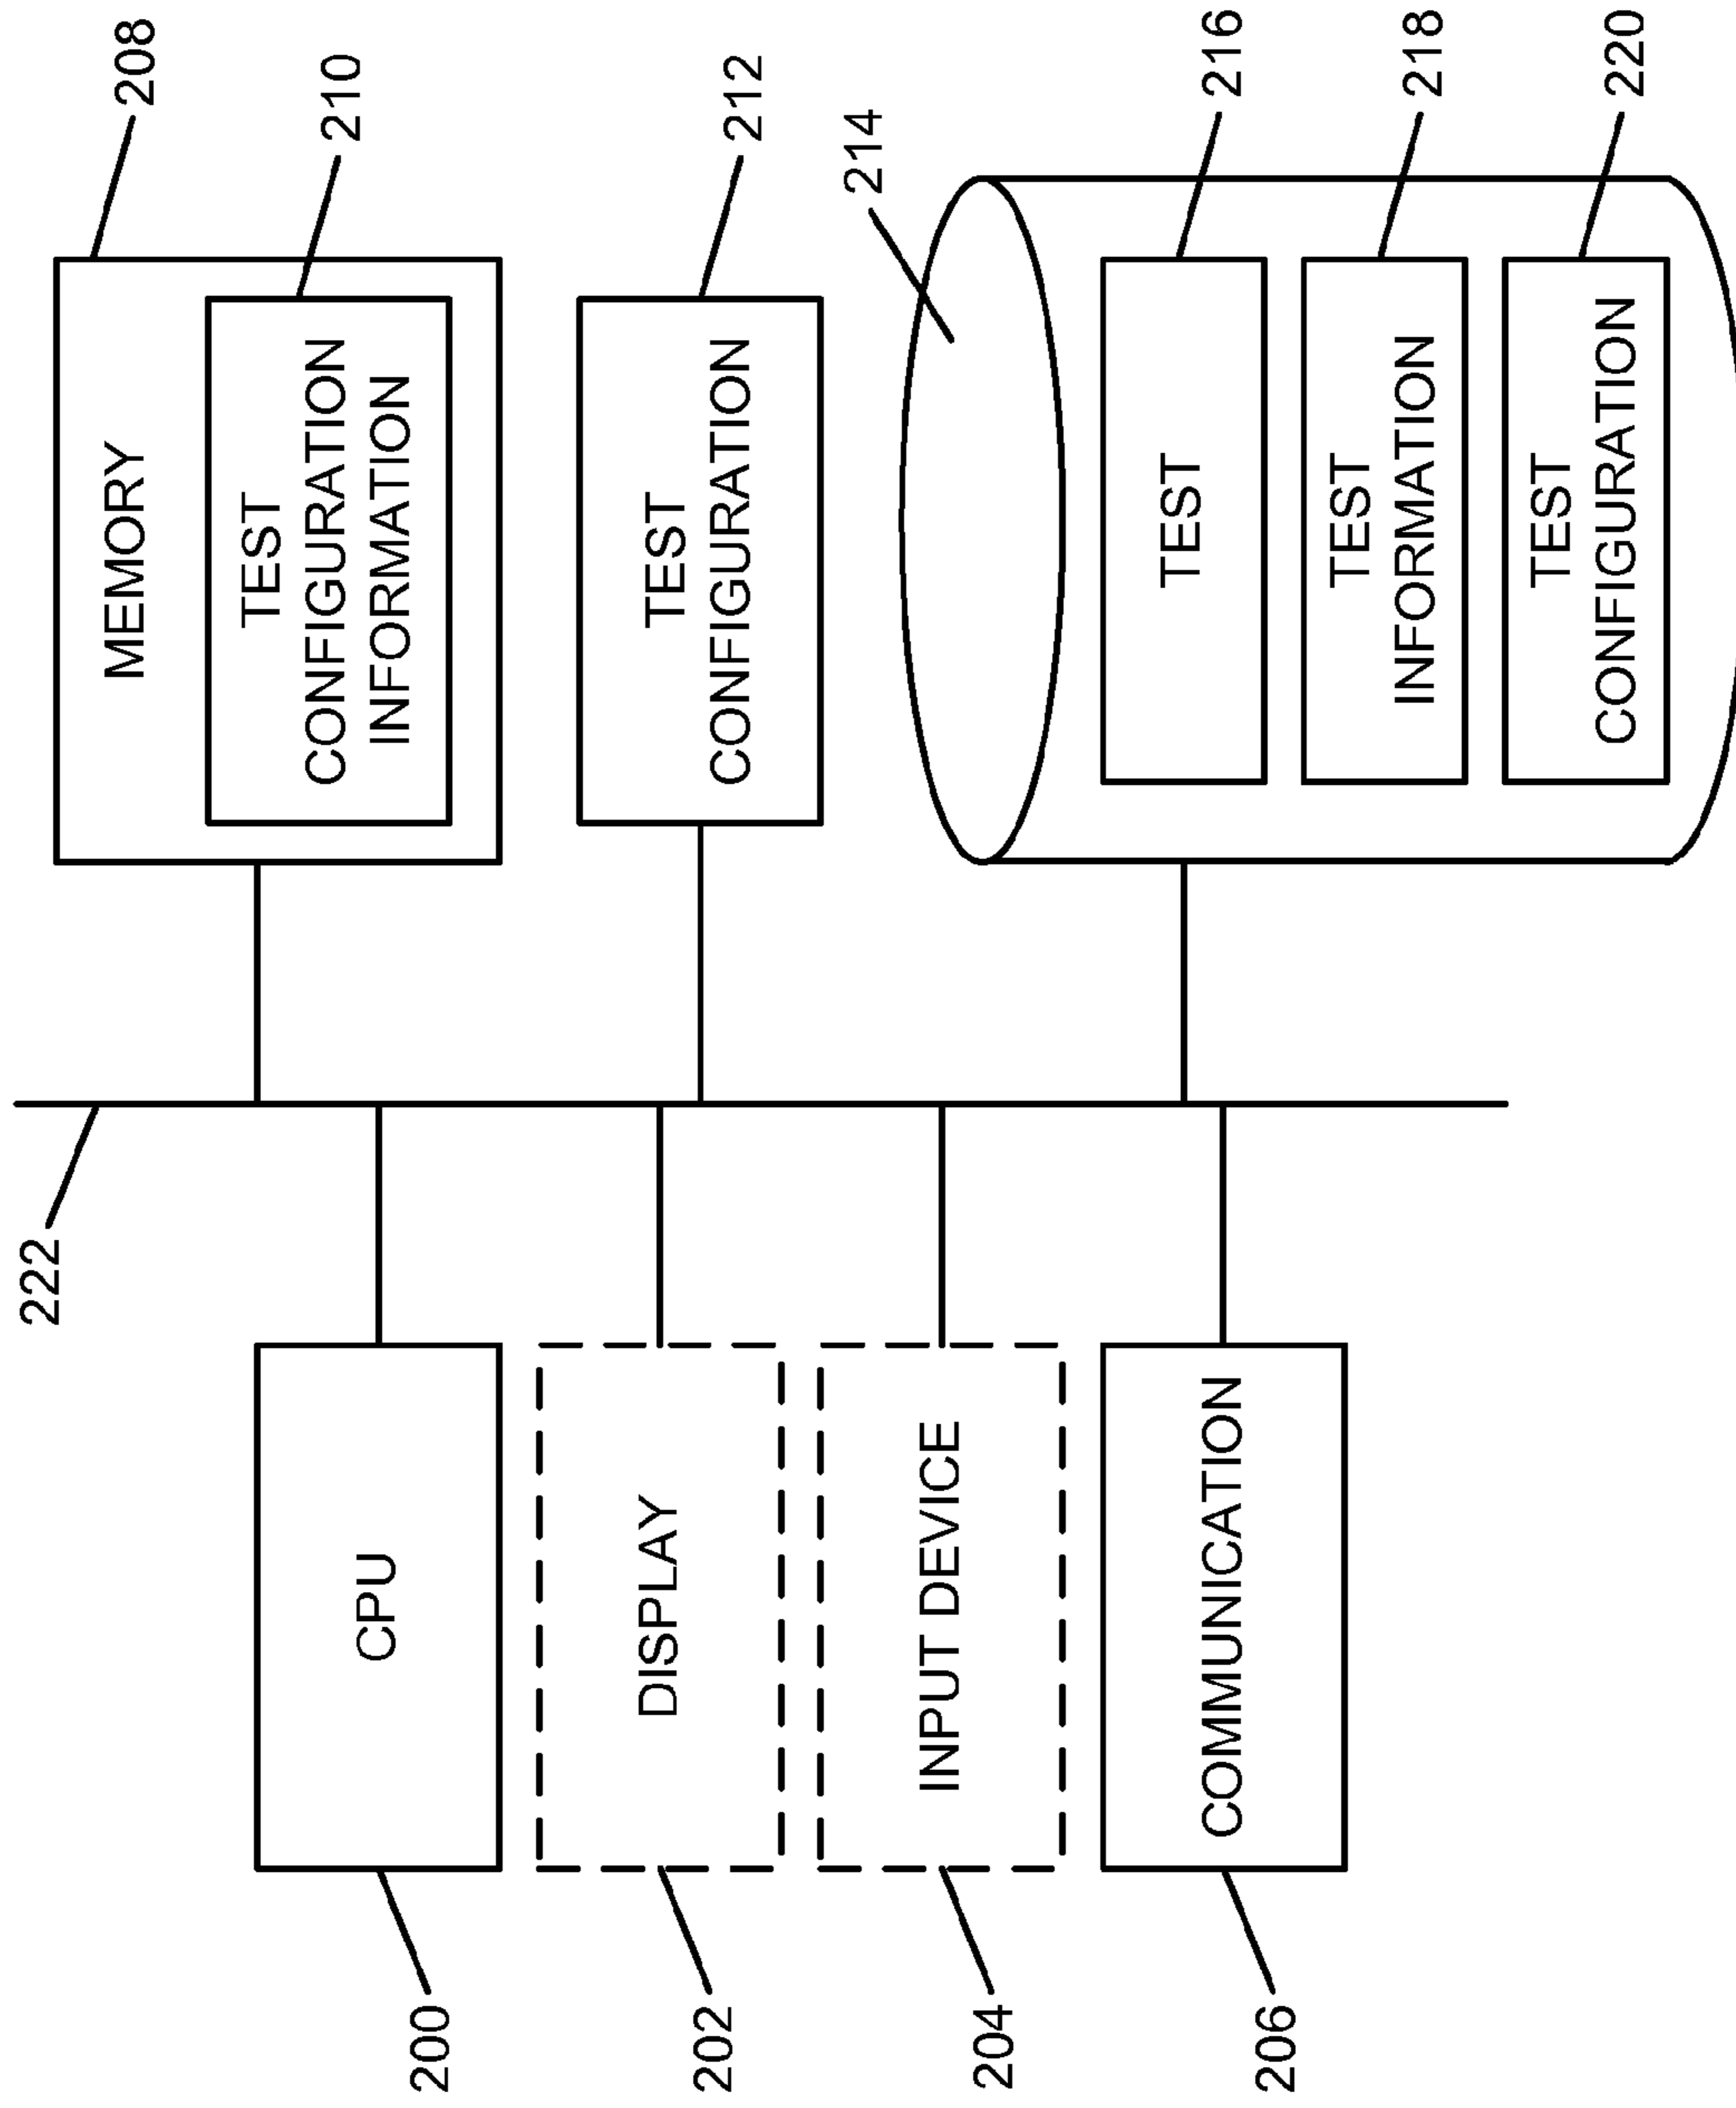 222
200
CPU
202
DISPLAY
204
INPUT DEVICE
206
COMMUNICATION
208
MEMORY
210
TEST
CONFIGURATION
INFORMATION
212
TEST
CONFIGURATION
214
216
TEST
218
TEST
INFORMATION
220
TEST
CONFIGURATION